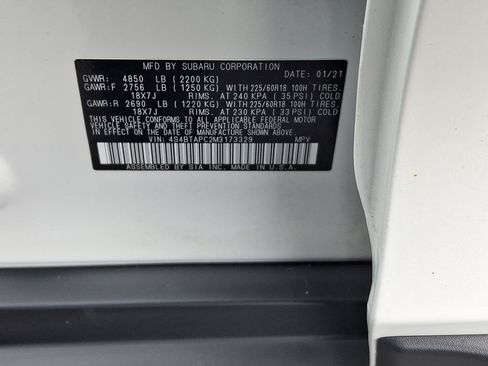 MFD BY SUBARU CORPORATION DATE: 01/21
GVWR: 4850 LB (2200 KG)
GAWR:F 2756 LB (1250 KG) WITH 225/60R18 100H TIRES,
18X7J RIMS, AT 240 KPA (35 PSI) COLD
GAWR:R 2690 LB (1220 KG) WITH 225/60R18 100H TIRES,
18X7J RIMS, AT 230 KPA (33 PSI) COLD
THIS VEHICLE CONFORMS TO ALL APPLICABLE FEDERAL MOTOR
VEHICLE SAFETY AND BUMPER STANDARDS
IN EFFECT ON THE DATE OF MANUFACTURE SHOWN ABOVE.
VIN: 4S4BTAPC2M3173329 MPV
ASSEMBLED BY SIA INC. MADE IN U.S.A.